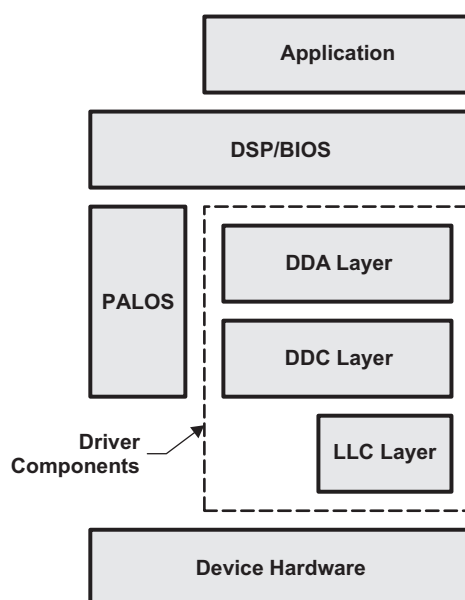 Application
DSP/BIOS
PALOS
DDA Layer
DDC Layer
LLC Layer
Driver
Components
Device Hardware